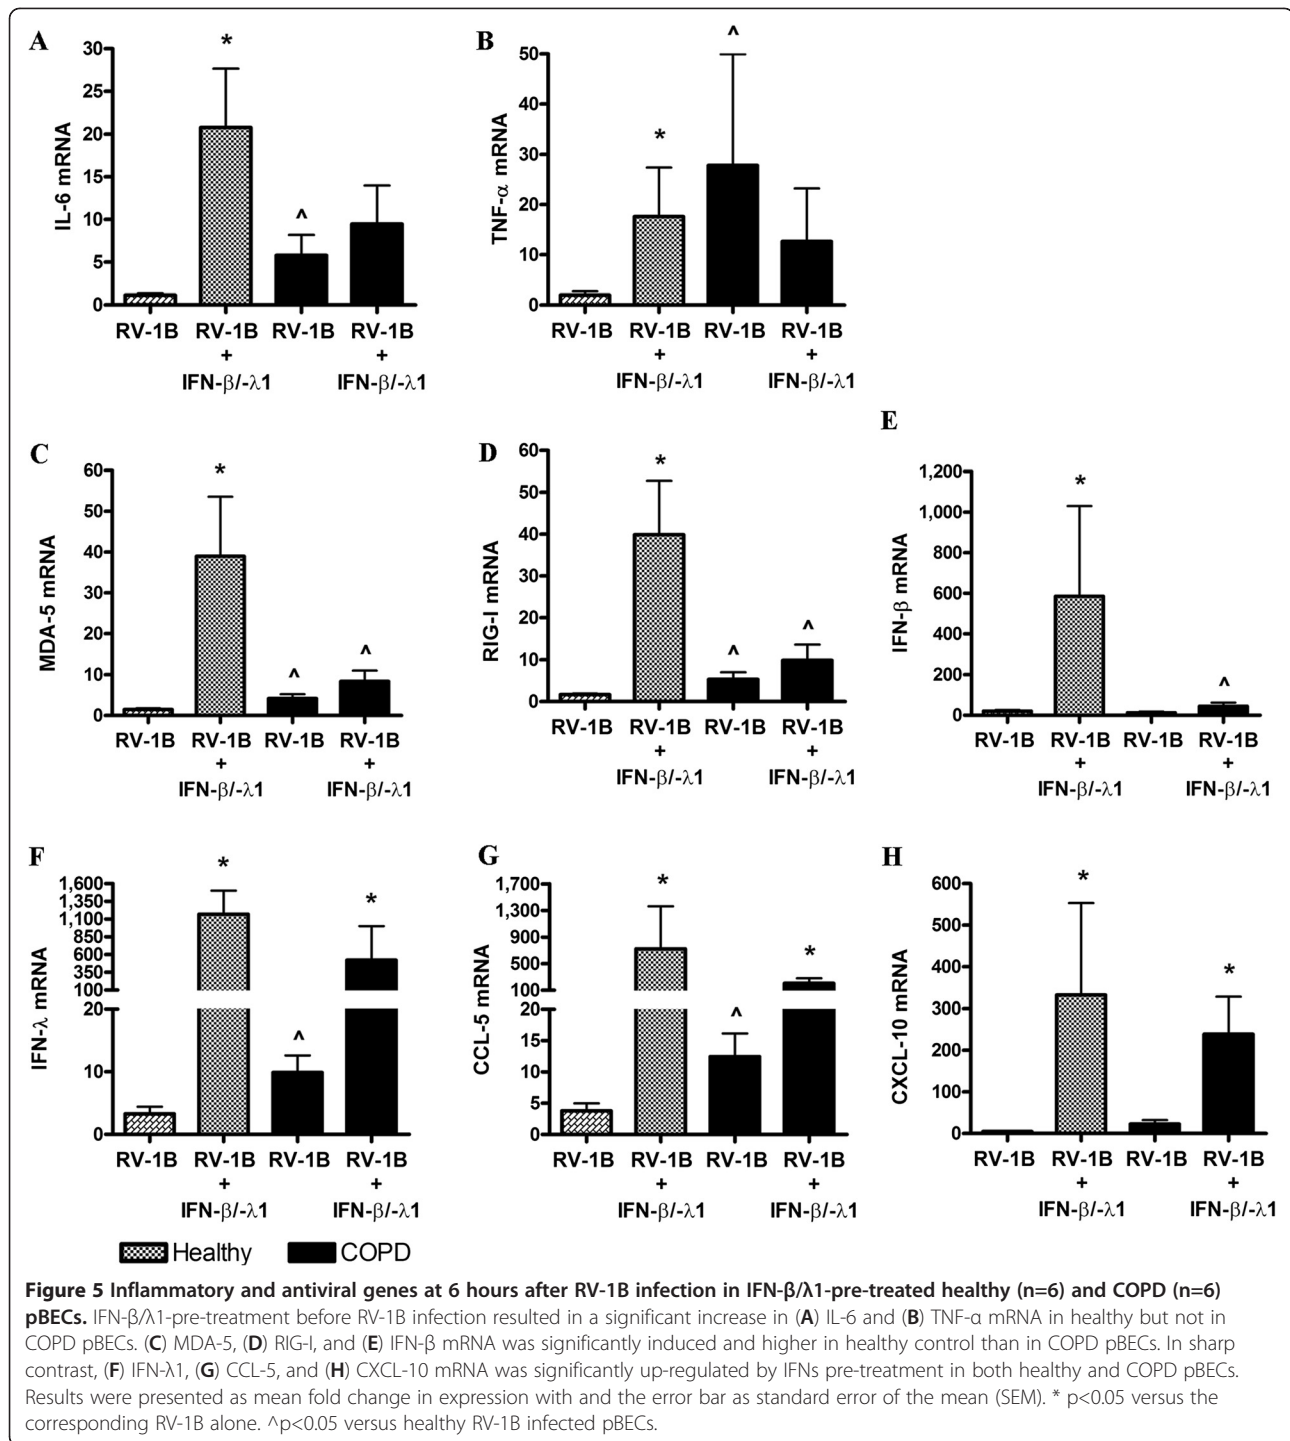 A
IL-6 mRNA
30
25
20
15
10
5
0
*
^
RV-1B RV-1B RV-1B RV-1B
+ +
IFN-β/-λ1 IFN-β/-λ1
B
TNF-α mRNA
50
40
30
20
10
0
*
^
RV-1B RV-1B RV-1B RV-1B
+ +
IFN-β/-λ1 IFN-β/-λ1
C
MDA-5 mRNA
60
50
40
30
20
10
0
*
^
^
RV-1B RV-1B RV-1B RV-1B
+ +
IFN-β/-λ1 IFN-β/-λ1
D
RIG-I mRNA
60
50
40
30
20
10
0
*
^
^
RV-1B RV-1B RV-1B RV-1B
+ +
IFN-β/-λ1 IFN-β/-λ1
E
IFN-β mRNA
1,200
1,000
800
600
400
200
0
*
^
RV-1B RV-1B RV-1B RV-1B
+ +
IFN-β/-λ1 IFN-β/-λ1
F
IFN-λ mRNA
1,600
1,350
1,100
850
600
350
100
20
10
0
*
^
*
RV-1B RV-1B RV-1B RV-1B
+ +
IFN-β/-λ1 IFN-β/-λ1
G
CCL-5 mRNA
1,700
1,300
900
500
100
20
15
10
5
0
*
^
*
RV-1B RV-1B RV-1B RV-1B
+ +
IFN-β/-λ1 IFN-β/-λ1
H
CXCL-10 mRNA
600
500
400
300
200
100
0
*
*
RV-1B RV-1B RV-1B RV-1B
+ +
IFN-β/-λ1 IFN-β/-λ1
Healthy COPD
Figure 5 Inflammatory and antiviral genes at 6 hours after RV-1B infection in IFN-β/λ1-pre-treated healthy (n=6) and COPD (n=6)
pBECs. IFN-β/λ1-pre-treatment before RV-1B infection resulted in a significant increase in (A) IL-6 and (B) TNF-α mRNA in healthy but not in
COPD pBECs. (C) MDA-5, (D) RIG-I, and (E) IFN-β mRNA was significantly induced and higher in healthy control than in COPD pBECs. In sharp
contrast, (F) IFN-λ1, (G) CCL-5, and (H) CXCL-10 mRNA was significantly up-regulated by IFNs pre-treatment in both healthy and COPD pBECs.
Results were presented as mean fold change in expression with and the error bar as standard error of the mean (SEM). * p<0.05 versus the
corresponding RV-1B alone. ^p<0.05 versus healthy RV-1B infected pBECs.